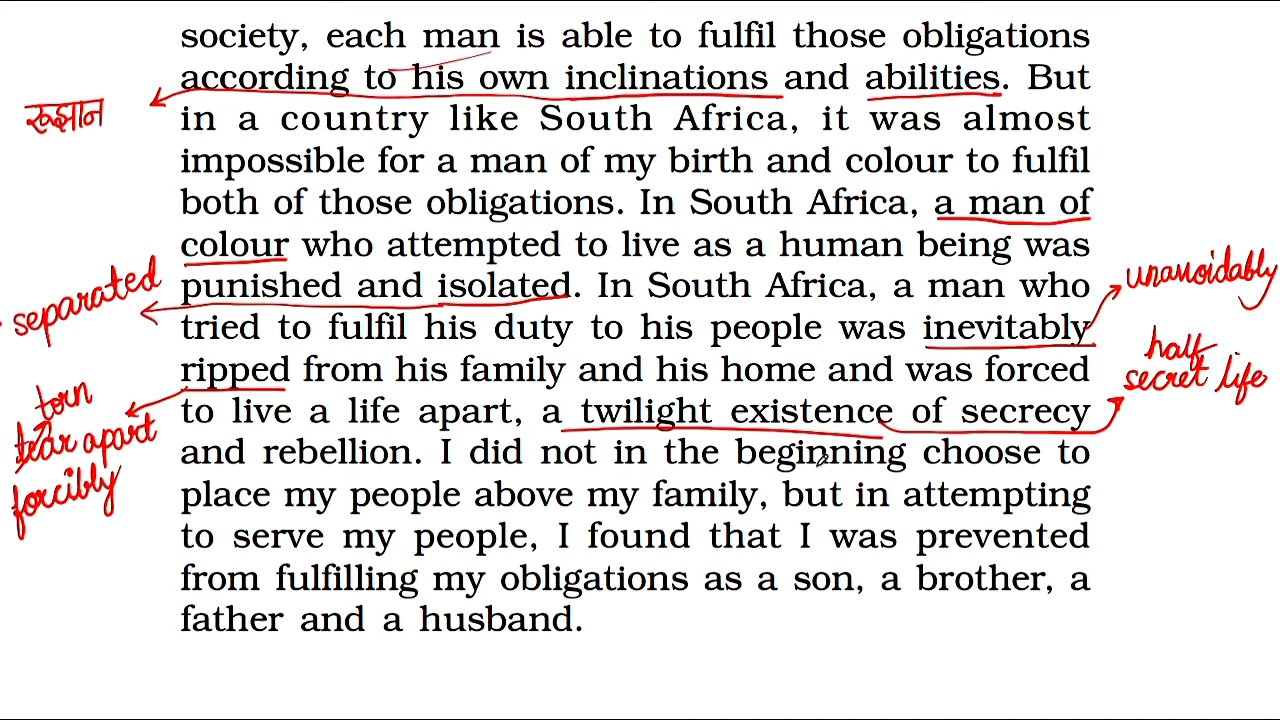 society, each man is able to fulfil those obligations
according to his own inclinations and abilities. But
रूझान
in a country like South Africa, it was almost
impossible for a man of my birth and colour to fulfil
both of those obligations. In South Africa, a man of
colour who attempted to live as a human being was
punished and isolated. In South Africa, a man who
separated
unavoidably
tried to fulfil his duty to his people was inevitably
ripped from his family and his home and was forced
half
secret life
to live a life apart, a twilight existence of secrecy
torn
tear apart
forcibly
and rebellion. I did not in the beginning choose to
place my people above my family, but in attempting
to serve my people, I found that I was prevented
from fulfilling my obligations as a son, a brother, a
father and a husband.